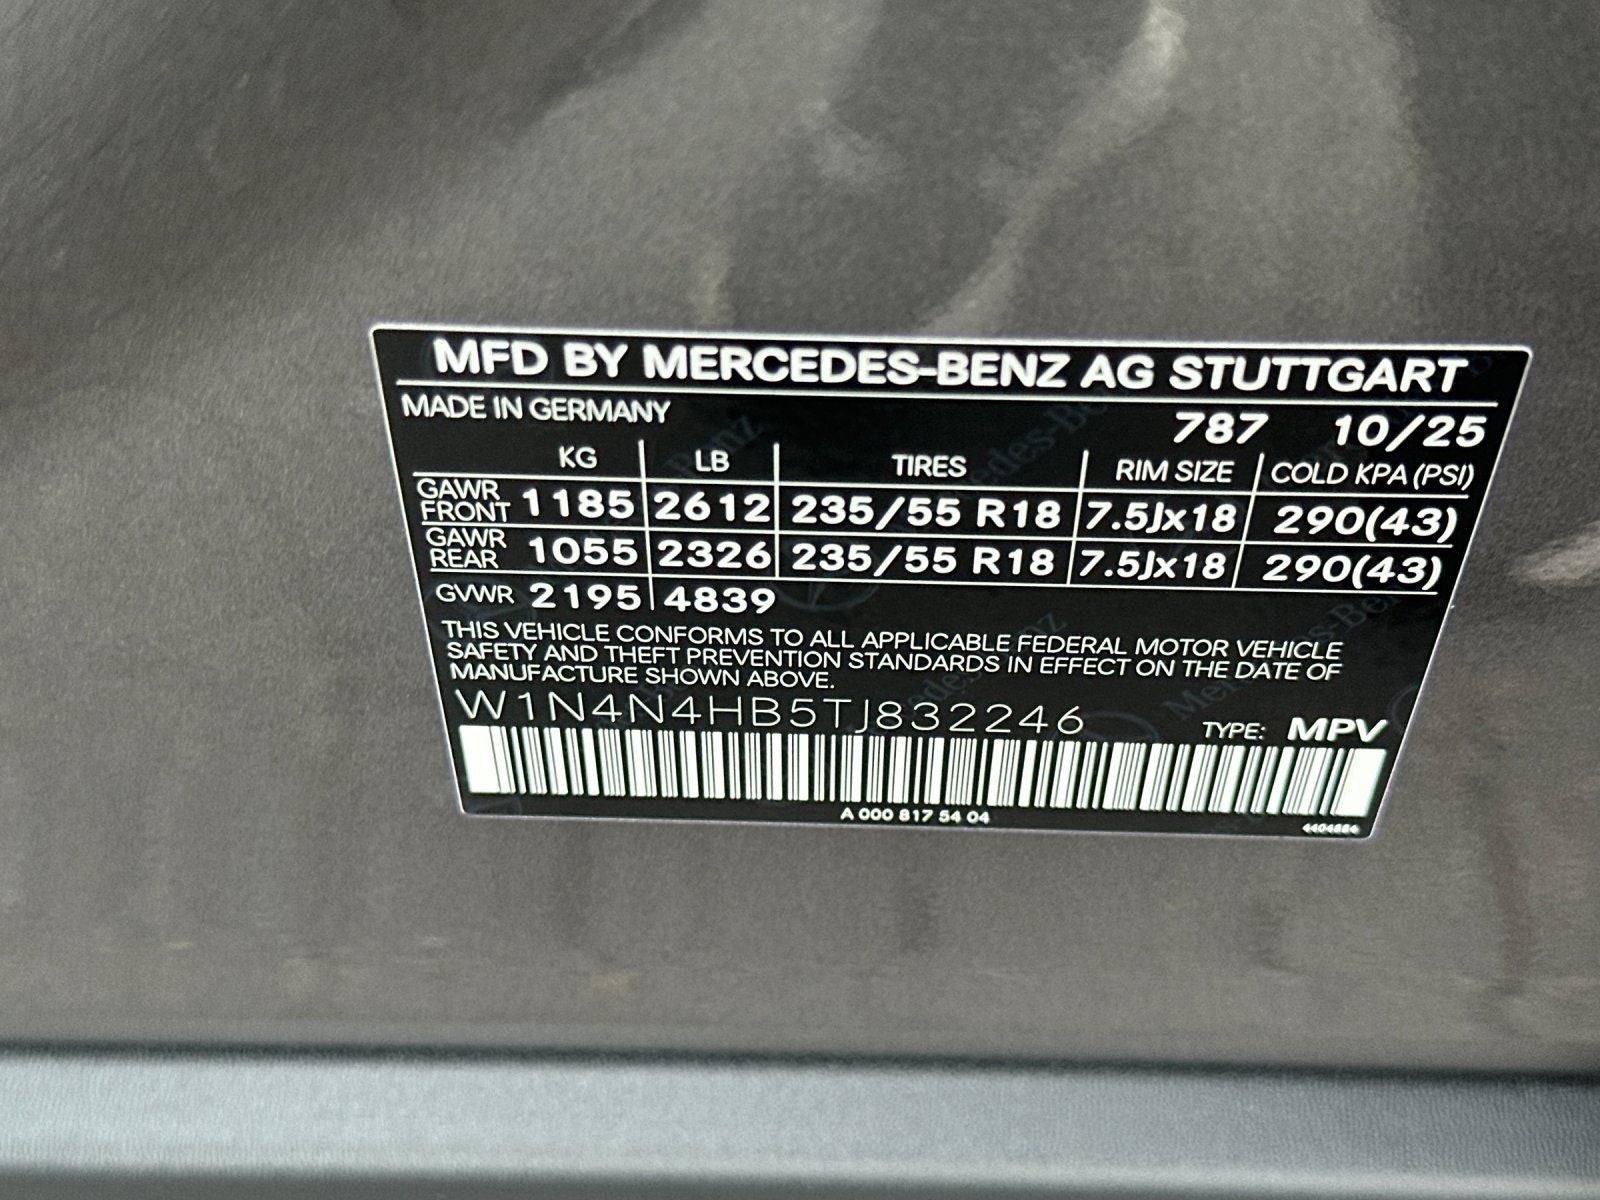 MFD BY MERCEDES-BENZ AG STUTTGART
MADE IN GERMANY 787 10/25
KG LB TIRES RIM SIZE COLD KPA (PSI)
GAWR FRONT 1185 2612 235/55 R18 7.5Jx18 290(43)
GAWR REAR 1055 2326 235/55 R18 7.5Jx18 290(43)
GVWR 2195 4839
THIS VEHICLE CONFORMS TO ALL APPLICABLE FEDERAL MOTOR VEHICLE
SAFETY AND THEFT PREVENTION STANDARDS IN EFFECT ON THE DATE OF
MANUFACTURE SHOWN ABOVE.
W1N4N4HB5TJ832246 TYPE: MPV
A 000 817 54 04
4404884